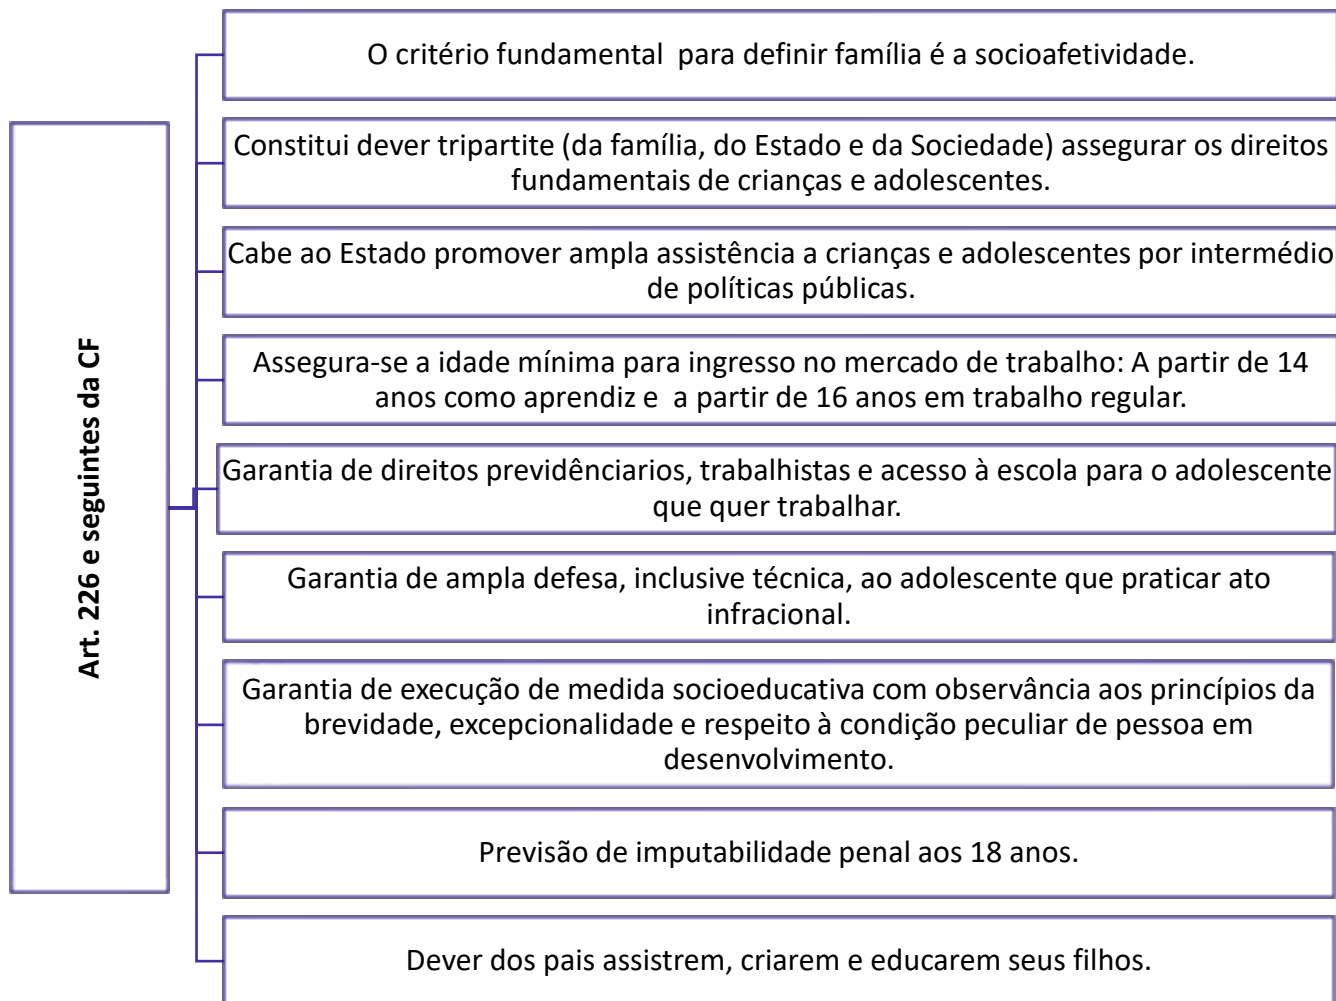 Art. 226 e seguintes da CF
O critério fundamental  para definir família é a socioafetividade.
Constitui dever tripartite (da família, do Estado e da Sociedade) assegurar os direitos
fundamentais de crianças e adolescentes.
Cabe ao Estado promover ampla assistência a crianças e adolescentes por intermédio
de políticas públicas.
Assegura-se a idade mínima para ingresso no mercado de trabalho: A partir de 14
anos como aprendiz e  a partir de 16 anos em trabalho regular.
Garantia de direitos previdênciarios, trabalhistas e acesso à escola para o adolescente
que quer trabalhar.
Garantia de ampla defesa, inclusive técnica, ao adolescente que praticar ato
infracional.
Garantia de execução de medida socioeducativa com observância aos princípios da
brevidade, excepcionalidade e respeito à condição peculiar de pessoa em
desenvolvimento.
Previsão de imputabilidade penal aos 18 anos.
Dever dos pais assistrem, criarem e educarem seus filhos.